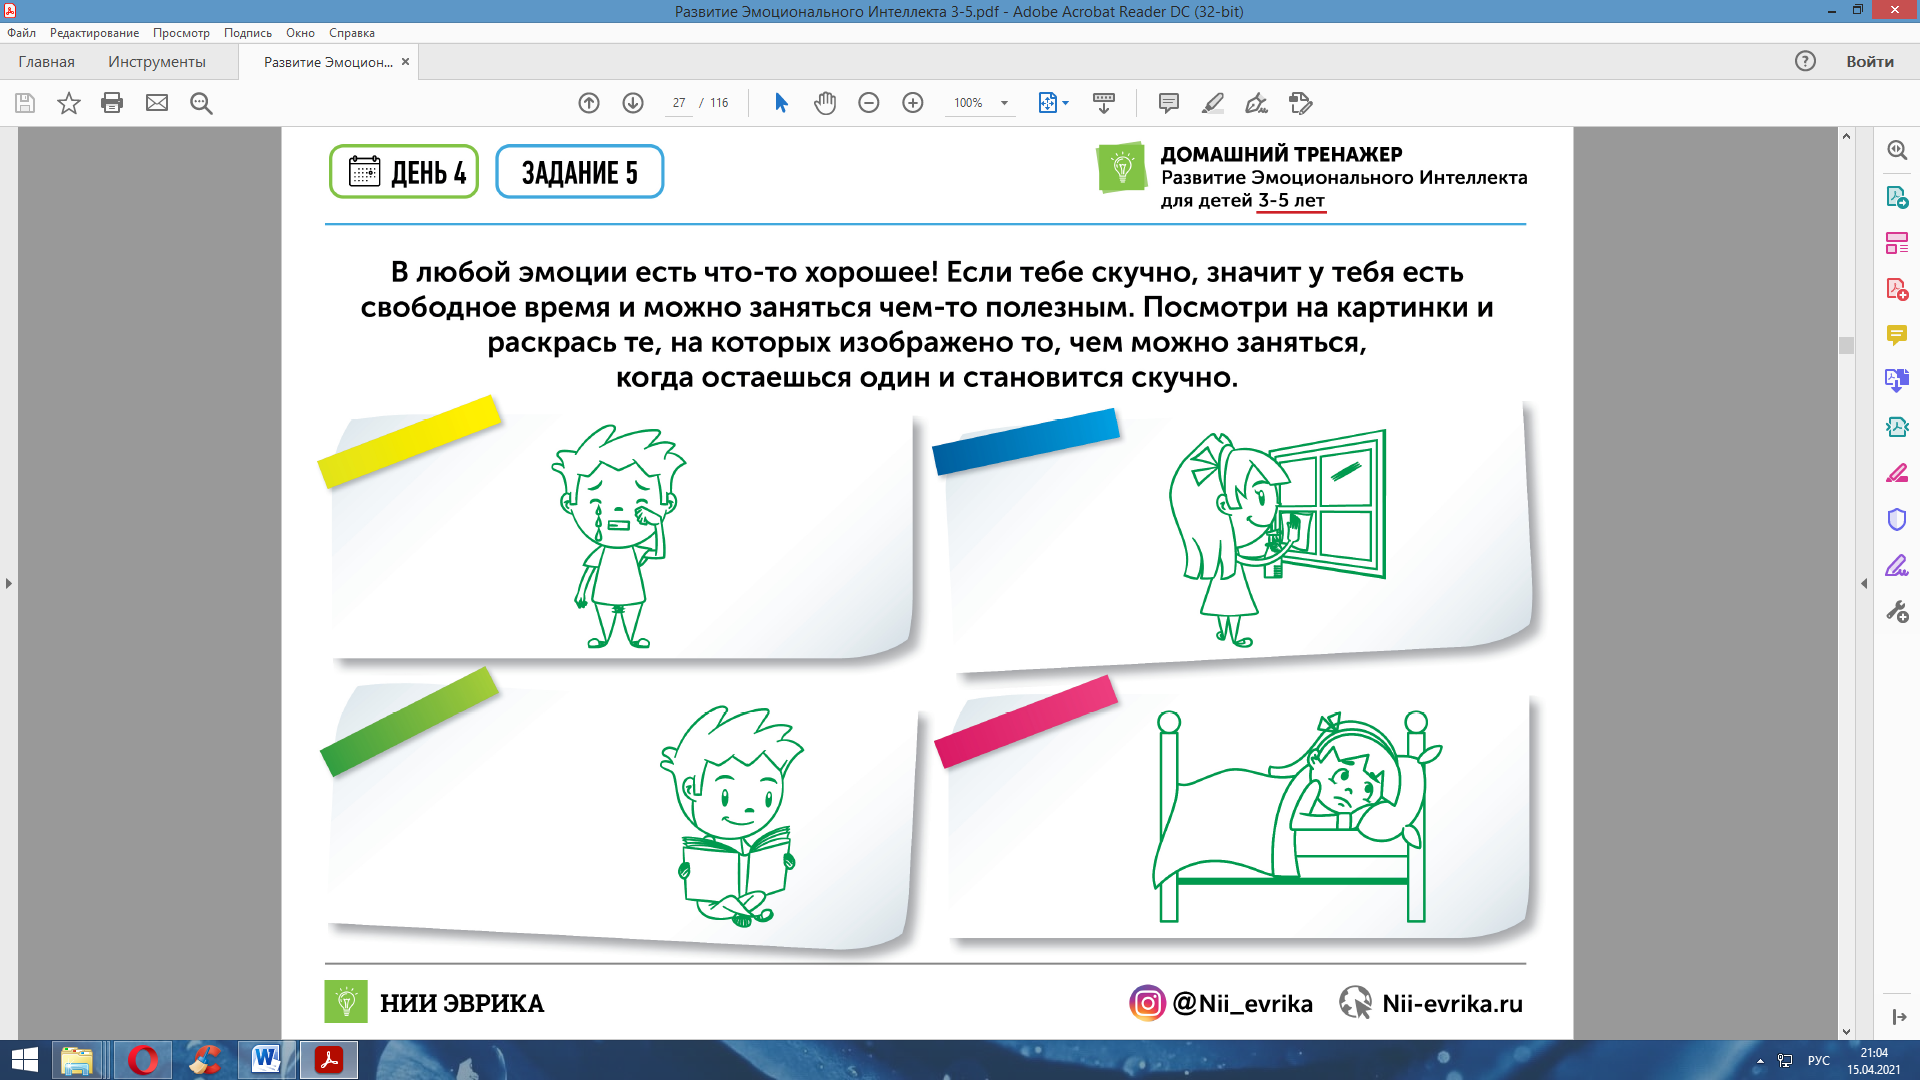 Развитие Эмоционального Интеллекта 3-5.pdf - Adobe Acrobat Reader DC (32-bit)
Файл Редактирование Просмотр Подпись Окно Справка
Главная Инструменты Развитие Эмоцион... × ? Войти
27 / 116 100%
ДЕНЬ 4 ЗАДАНИЕ 5
ДОМАШНИЙ ТРЕНАЖЕР
Развитие Эмоционального Интеллекта
для детей 3-5 лет
В любой эмоции есть что-то хорошее! Если тебе скучно, значит у тебя есть
свободное время и можно заняться чем-то полезным. Посмотри на картинки и
раскрась те, на которых изображено то, чем можно заняться,
когда остаешься один и становится скучно.
НИИ ЭВРИКА @Nii_evrika Nii-evrika.ru
РУС 21:04
15.04.2021